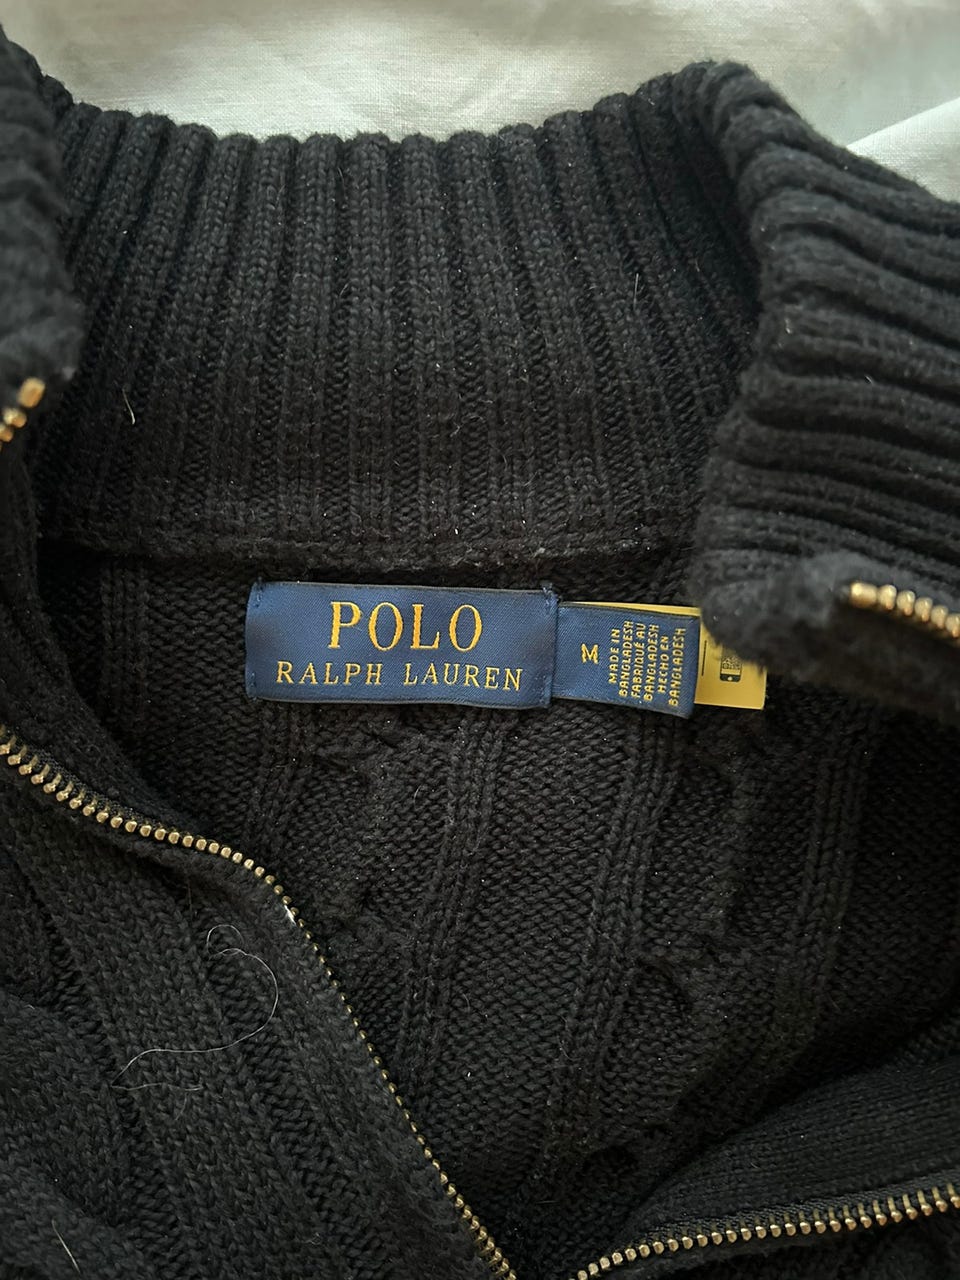 POLO
RALPH LAUREN
M
MADE IN
BANGLADESH
FABRIQUÉ AU
BANGLADESH
HECHO EN
BANGLADESH